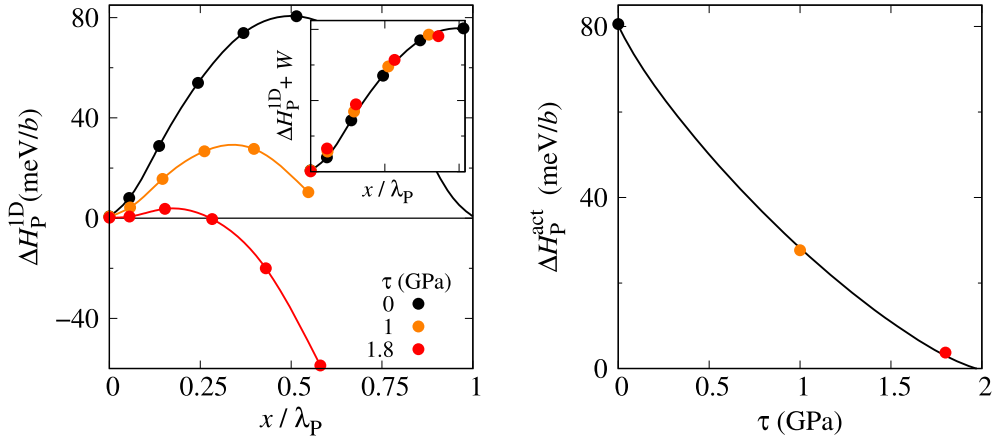 80
40
0
−40
ΔH_P^1D (meV/b)
0
0.25
0.5
0.75
1
x / λ_P
ΔH_P^1D + W
x / λ_P
τ (GPa)
0
1
1.8
80
40
0
ΔH_P^act (meV/b)
0
0.5
1
1.5
2
τ (GPa)